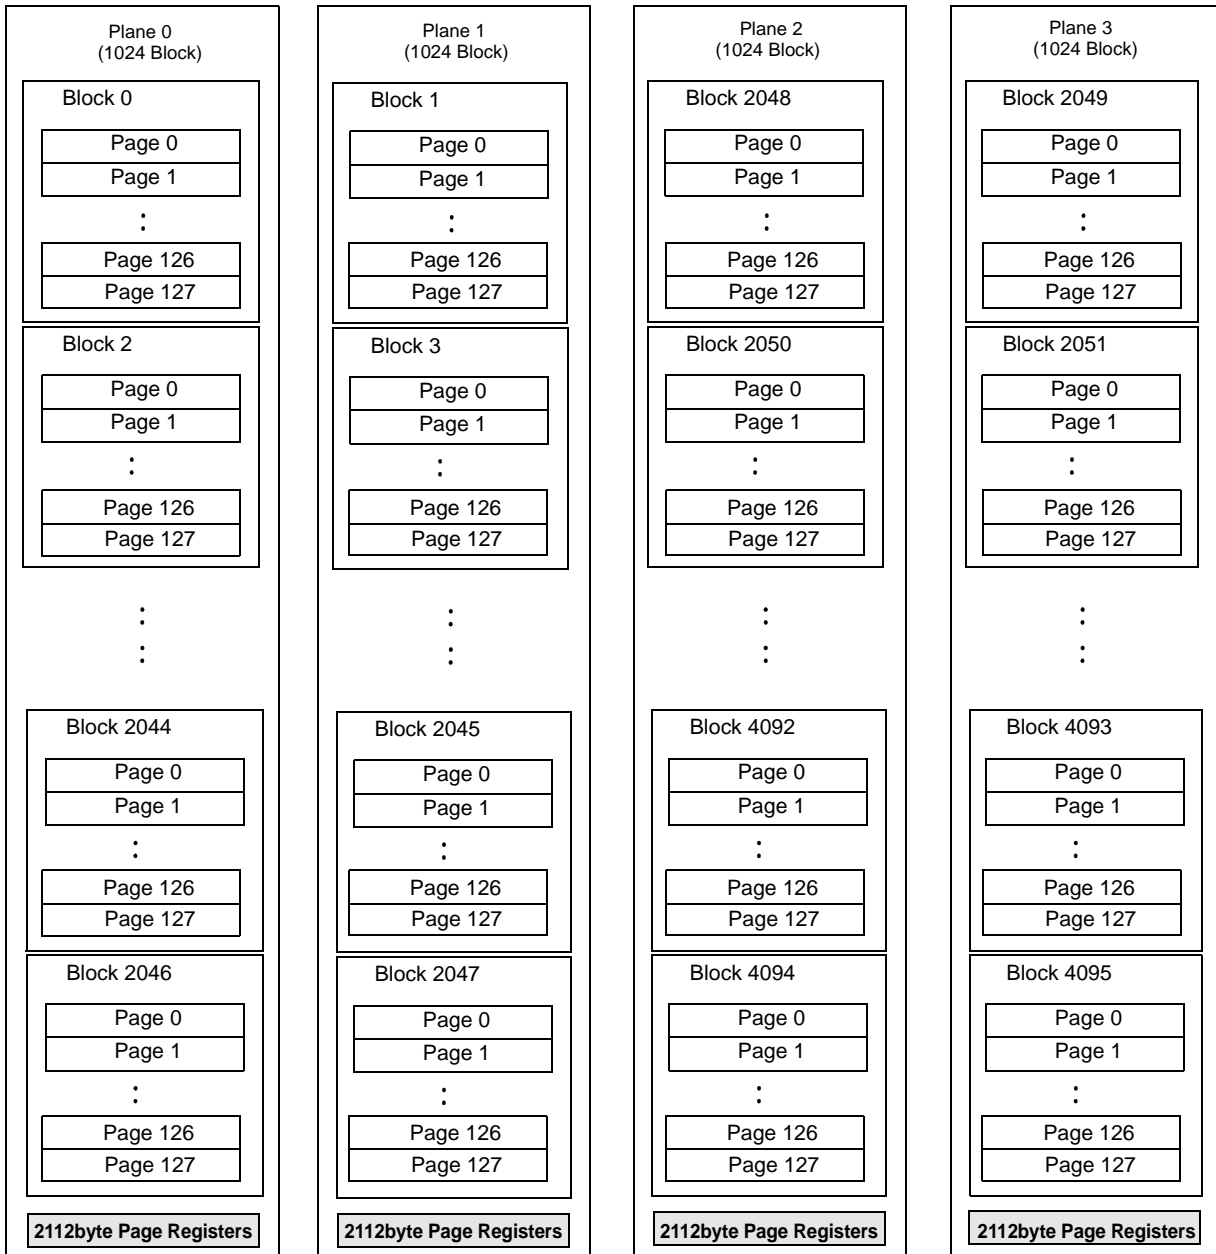 Plane 0
(1024 Block)
Block 0
Page 0
Page 1
Page 126
Page 127
Block 2
Page 0
Page 1
Page 126
Page 127
Block 2044
Page 0
Page 1
Page 126
Page 127
Block 2046
Page 0
Page 1
Page 126
Page 127
2112byte Page Registers
Plane 1
(1024 Block)
Block 1
Page 0
Page 1
Page 126
Page 127
Block 3
Page 0
Page 1
Page 126
Page 127
Block 2045
Page 0
Page 1
Page 126
Page 127
Block 2047
Page 0
Page 1
Page 126
Page 127
2112byte Page Registers
Plane 2
(1024 Block)
Block 2048
Page 0
Page 1
Page 126
Page 127
Block 2050
Page 0
Page 1
Page 126
Page 127
Block 4092
Page 0
Page 1
Page 126
Page 127
Block 4094
Page 0
Page 1
Page 126
Page 127
2112byte Page Registers
Plane 3
(1024 Block)
Block 2049
Page 0
Page 1
Page 126
Page 127
Block 2051
Page 0
Page 1
Page 126
Page 127
Block 4093
Page 0
Page 1
Page 126
Page 127
Block 4095
Page 0
Page 1
Page 126
Page 127
2112byte Page Registers